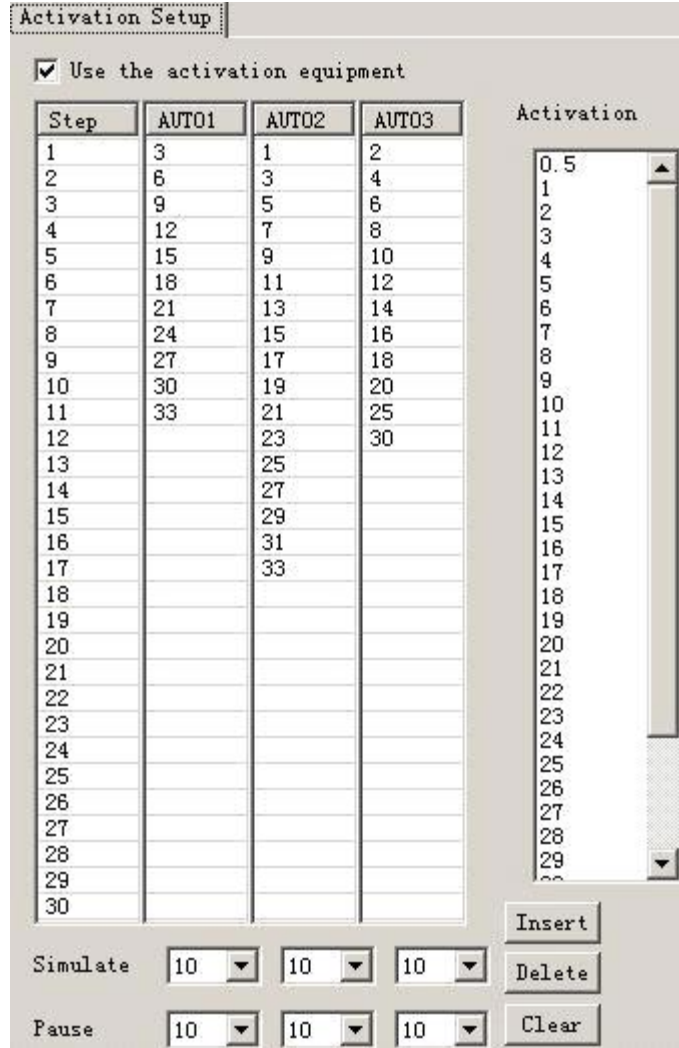 Activation Setup
Use the activation equipment
Step AUTO1 AUTO2 AUTO3 Activation
1 3 1 2 0.5
2 6 3 4 1
3 9 5 6 2
4 12 7 8 3
5 15 9 10 4
6 18 11 12 5
7 21 13 14 6
8 24 15 16 7
9 27 17 18 8
10 30 19 20 9
11 33 21 25 10
12 23 30 11
13 25 12
14 27 13
15 29 14
16 31 15
17 33 16
18 17
19 18
20 19
21 20
22 21
23 22
24 23
25 24
26 25
27 26
28 27
29 28
30 29
Insert
Simulate 10 10 10 Delete
Pause 10 10 10 Clear